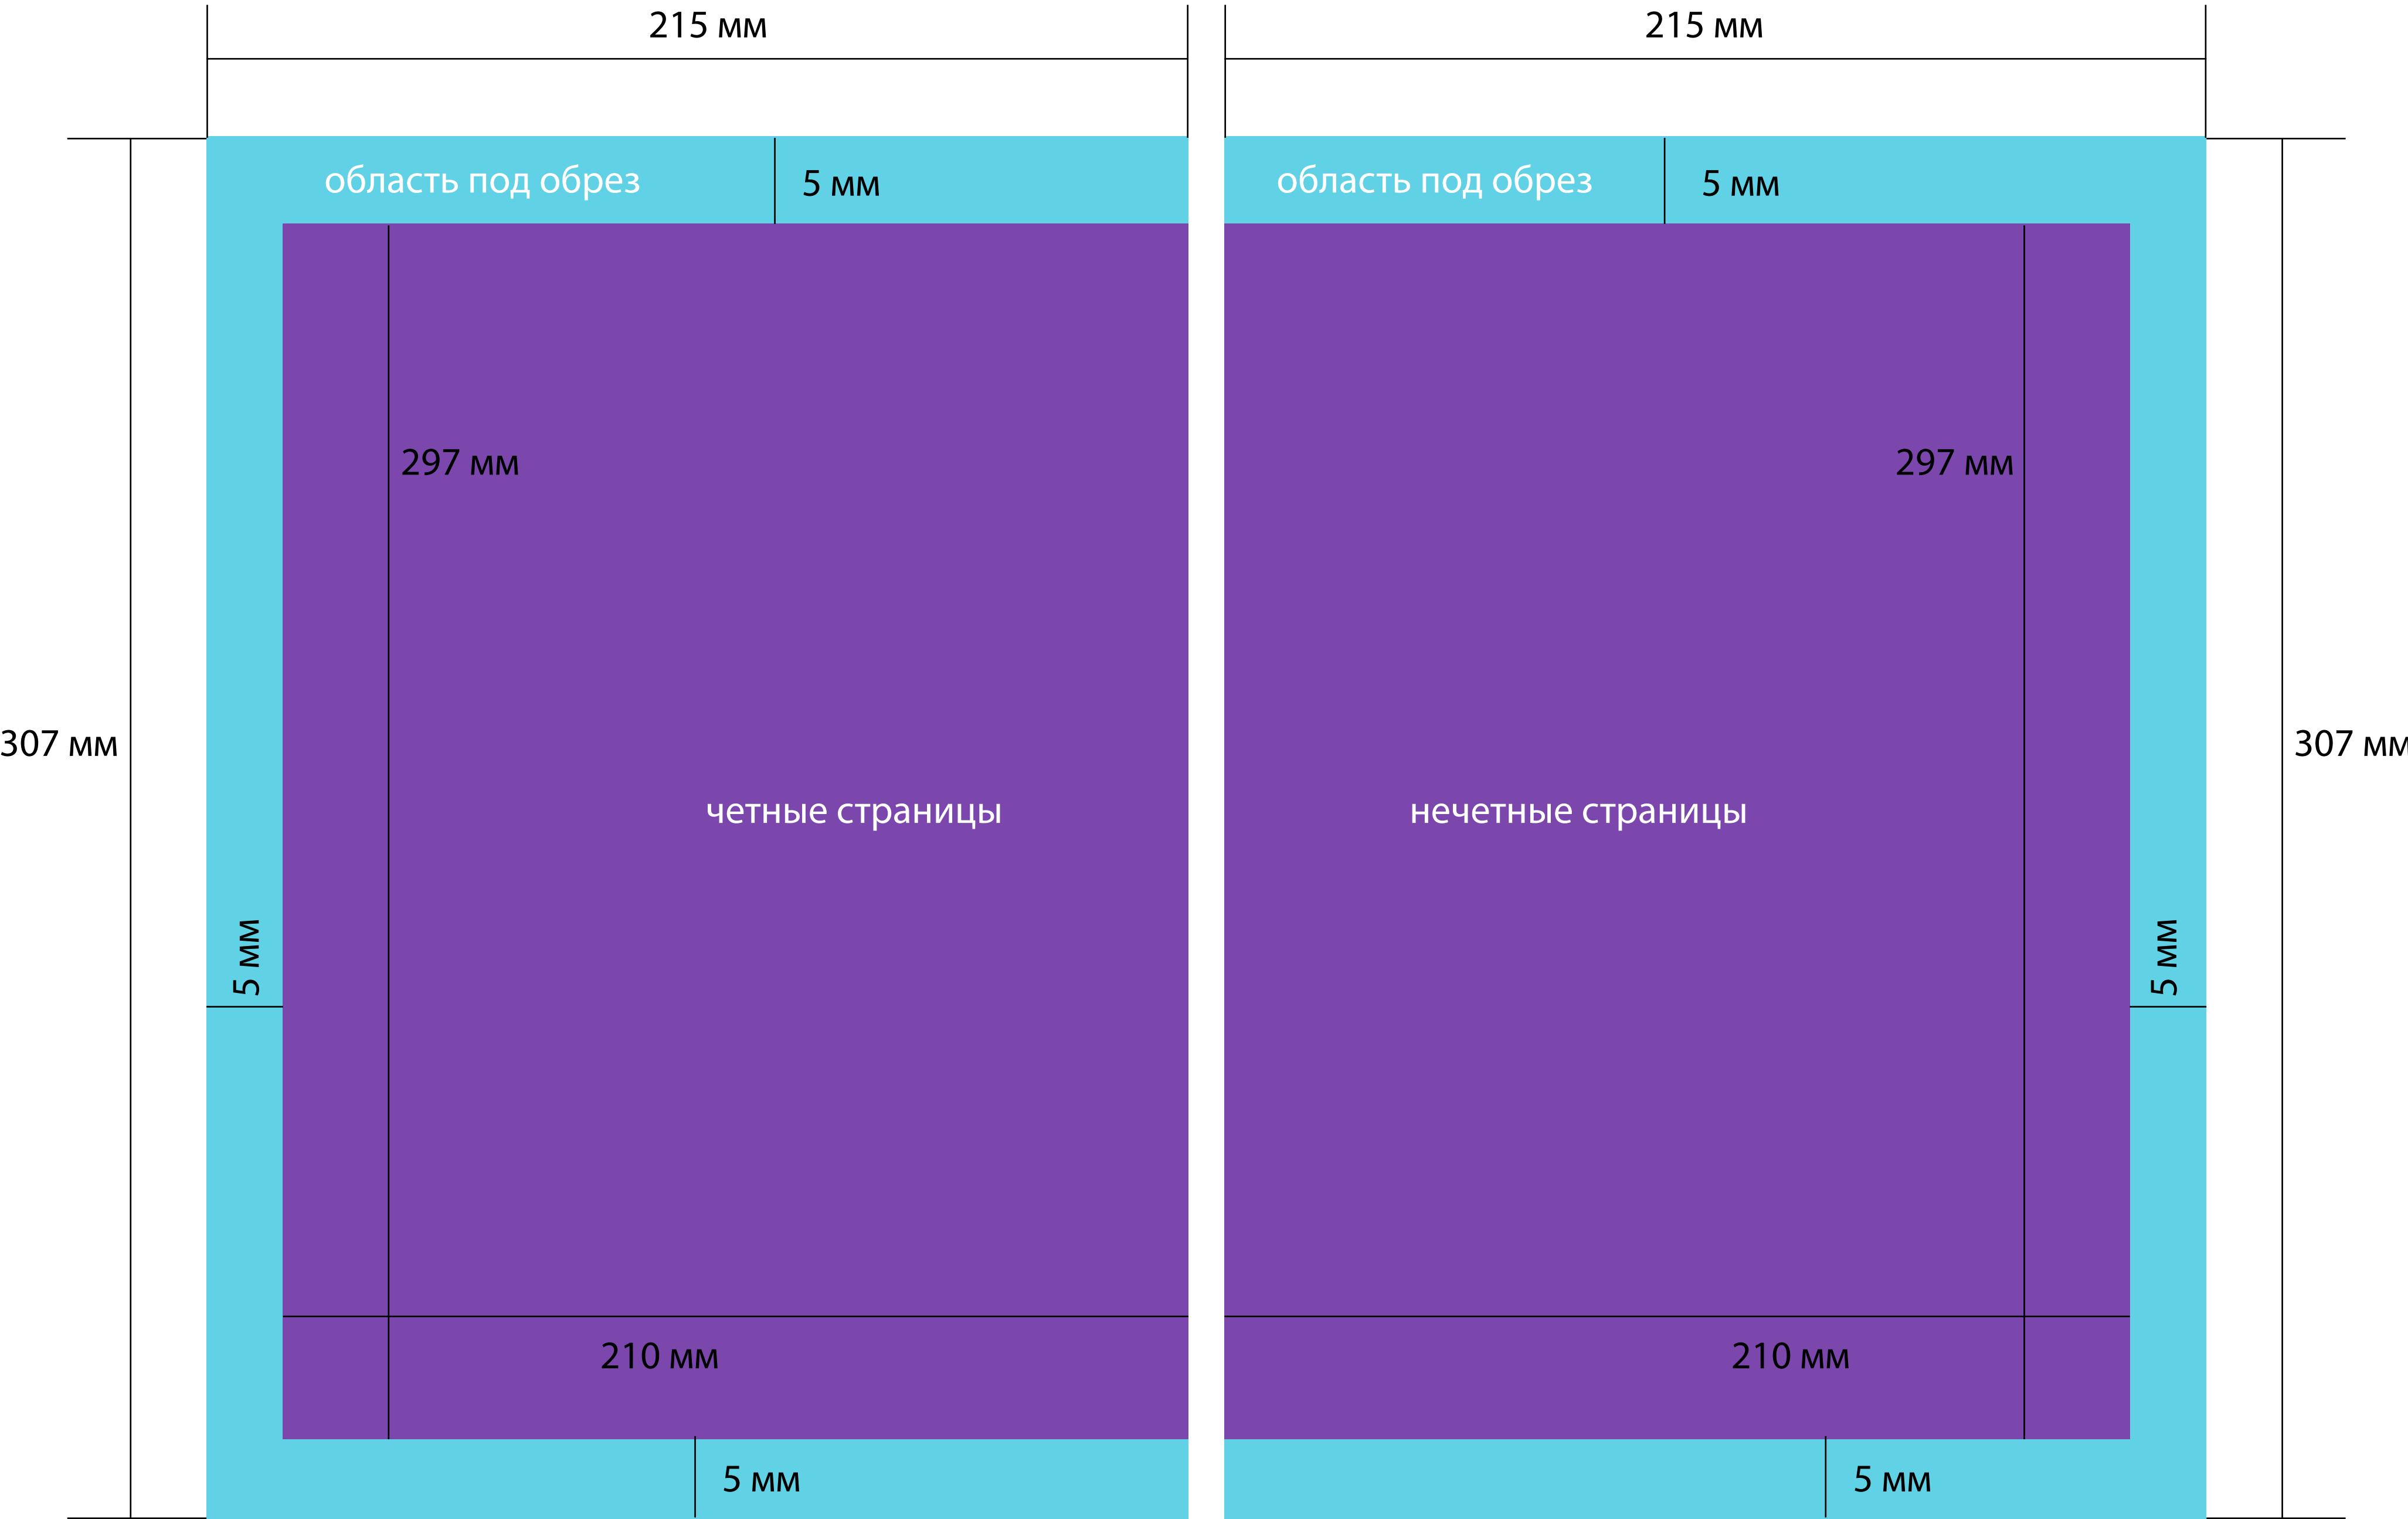 215 мм
215 мм
область под обрез
5 мм
область под обрез
5 мм
297 мм
297 мм
307 мм
307 мм
четные страницы
нечетные страницы
5 мм
5 мм
210 мм
210 мм
5 мм
5 мм